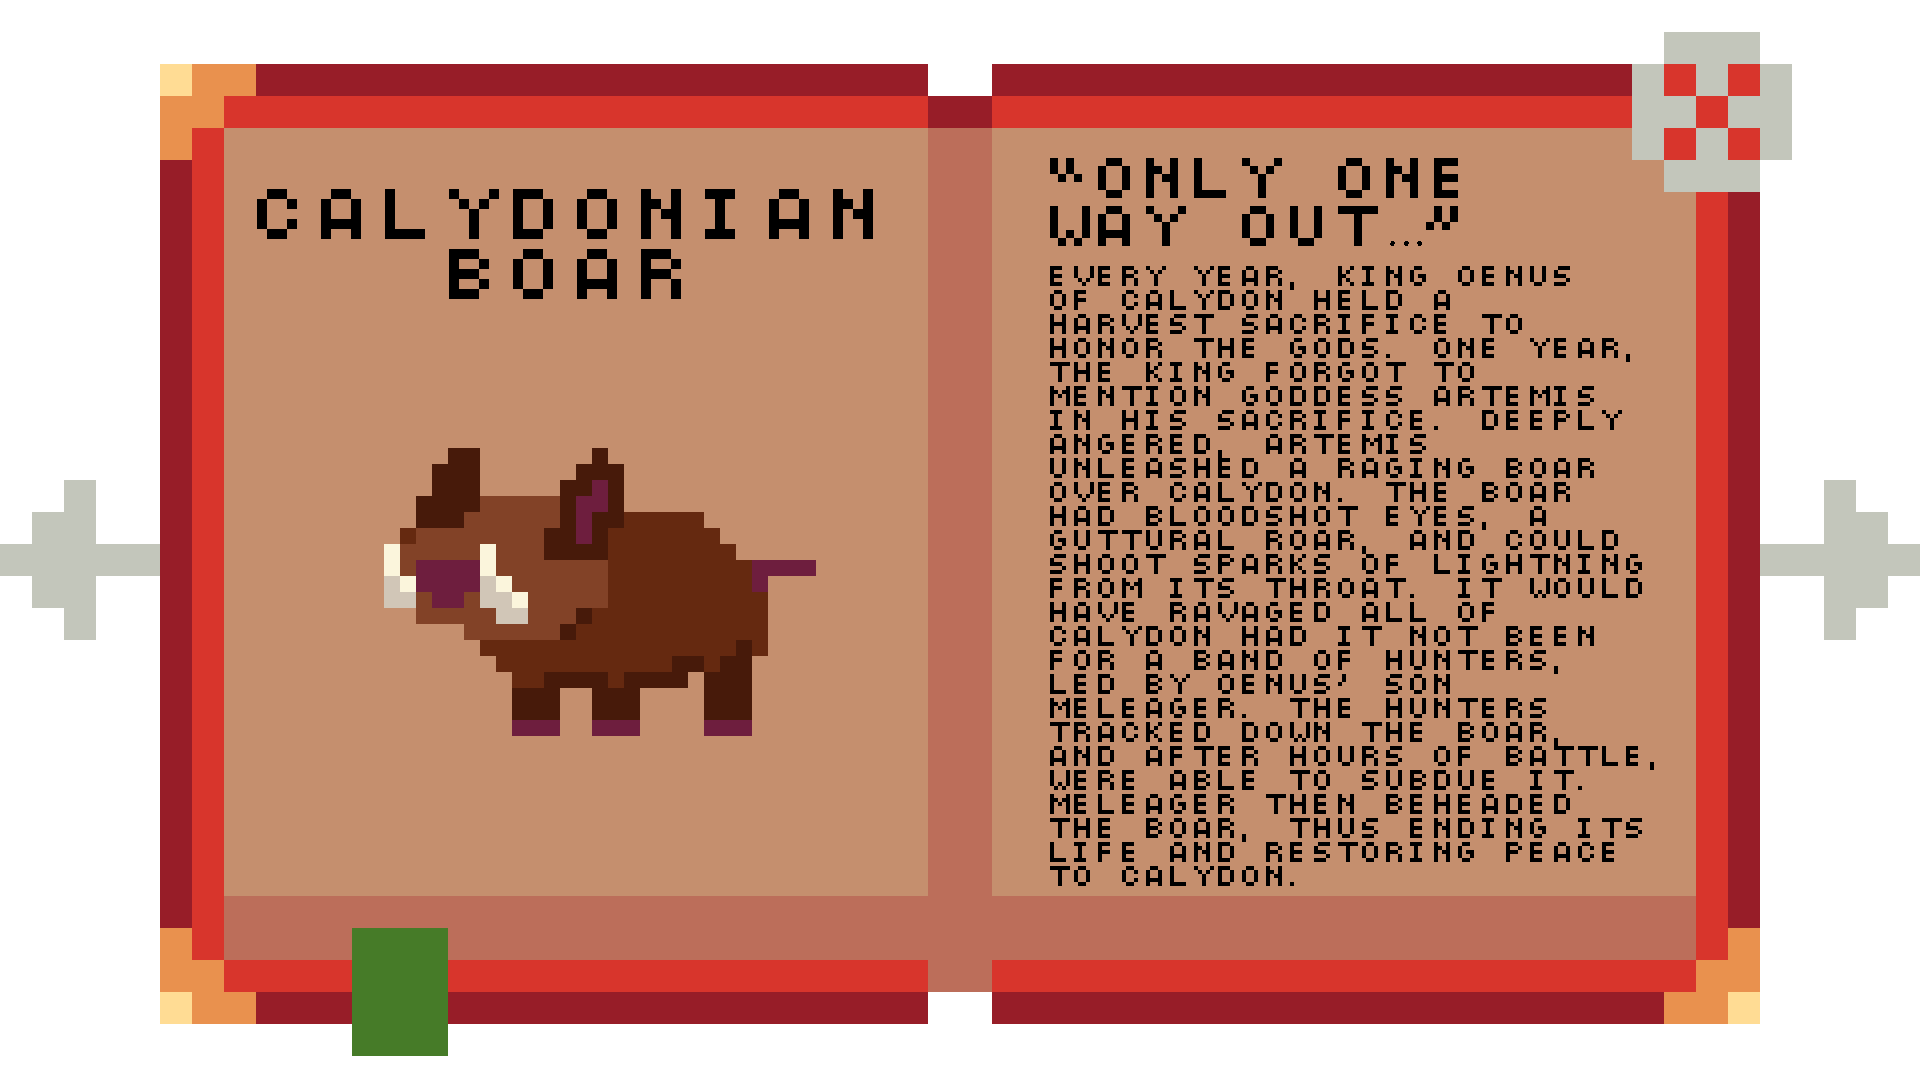 CALYDONIAN
BOAR
"ONLY ONE
WAY OUT..."
EVERY YEAR, KING OENUS
OF CALYDON HELD A
HARVEST SACRIFICE TO
HONOR THE GODS. ONE YEAR,
THE KING FORGOT TO
MENTION GODDESS ARTEMIS
IN HIS SACRIFICE. DEEPLY
ANGERED, ARTEMIS
UNLEASHED A RAGING BOAR
OVER CALYDON. THE BOAR
HAD BLOODSHOT EYES, A
GUTTURAL ROAR, AND COULD
SHOOT SPARKS OF LIGHTNING
FROM ITS THROAT. IT WOULD
HAVE RAVAGED ALL OF
CALYDON HAD IT NOT BEEN
FOR A BAND OF HUNTERS,
LED BY OENUS' SON
MELEAGER. THE HUNTERS
TRACKED DOWN THE BOAR,
AND AFTER HOURS OF BATTLE,
WERE ABLE TO SUBDUE IT.
MELEAGER THEN BEHEADED
THE BOAR, THUS ENDING ITS
LIFE AND RESTORING PEACE
TO CALYDON.